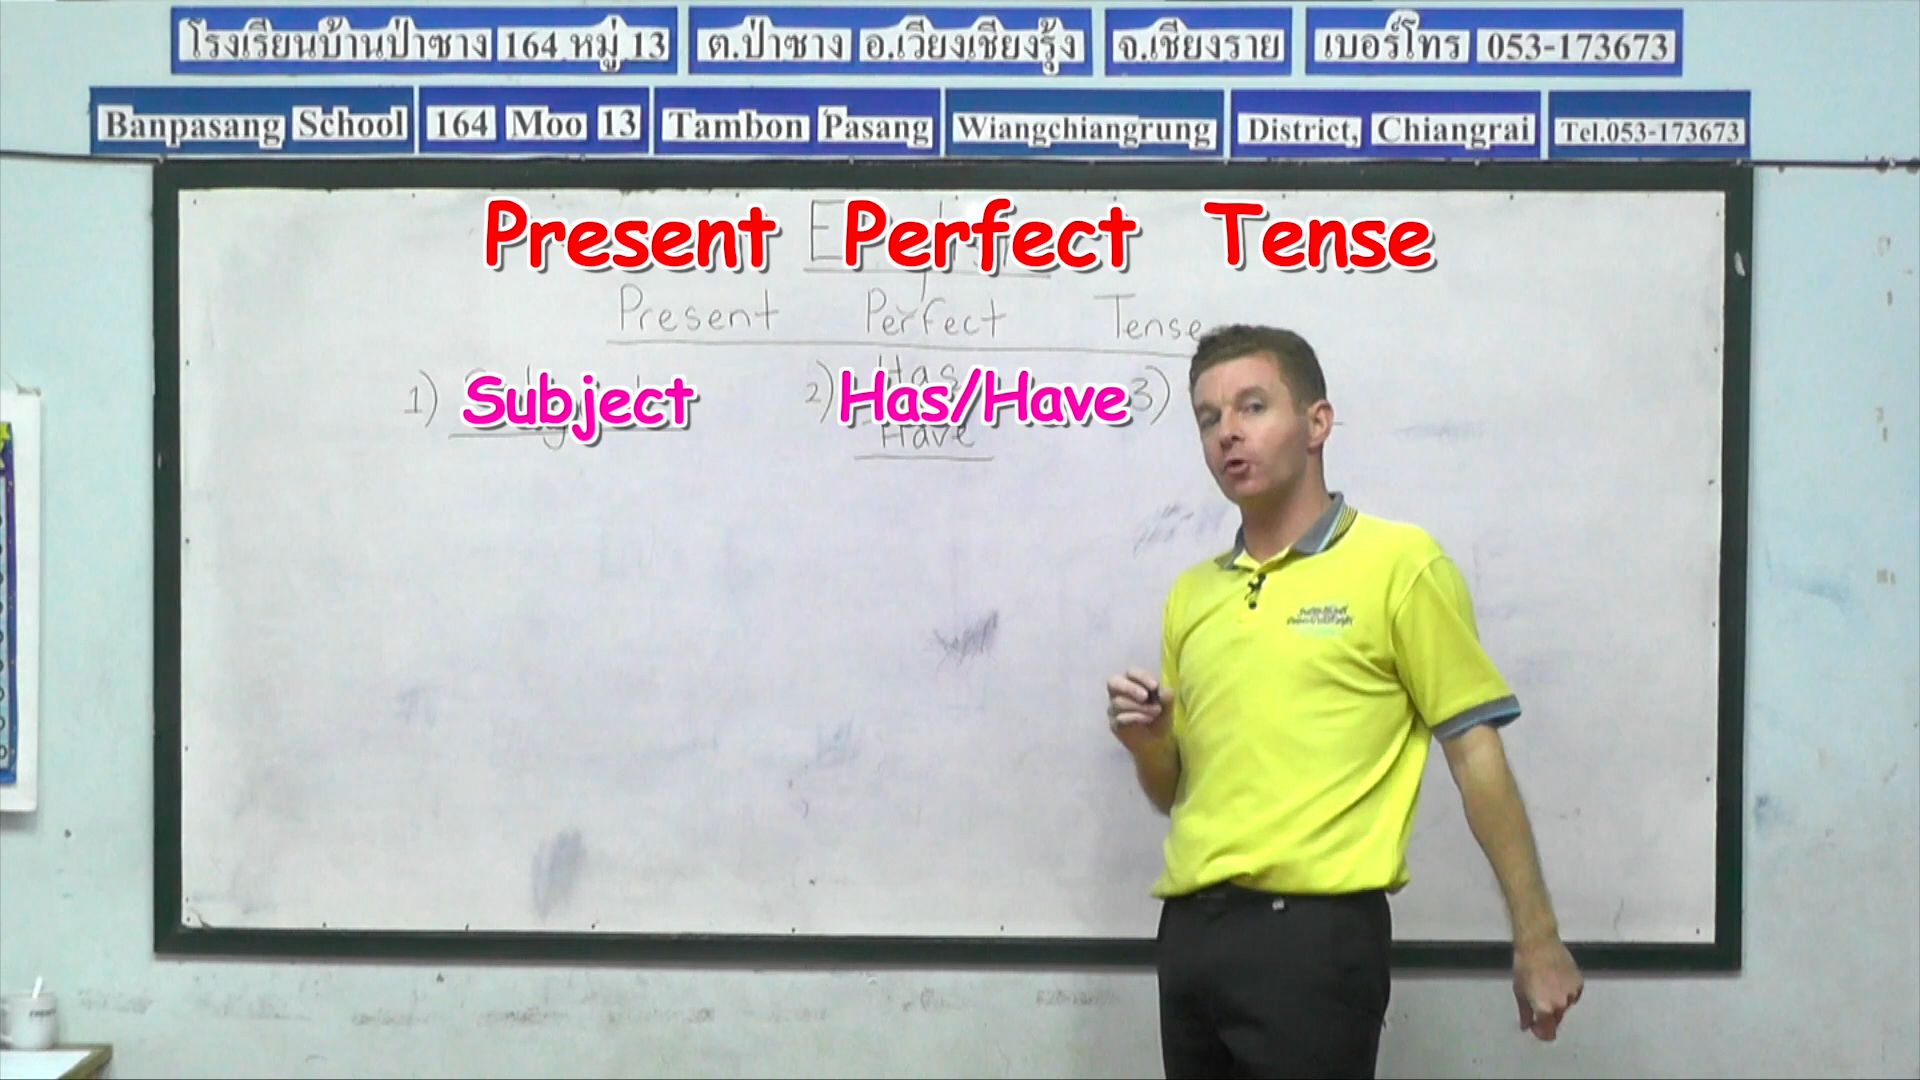 โรงเรียนบ้านป่าซาง 164 หมู่ 13 ต.ป่าซาง อ.เวียงเชียงรุ้ง จ.เชียงราย เบอร์โทร 053-173673
Banpasang School 164 Moo 13 Tambon Pasang Wiangchiangrung District, Chiangrai Tel.053-173673
Present Perfect Tense
Present Perfect Tense
1) Subject 2) Has/Have 3)
Has
Have